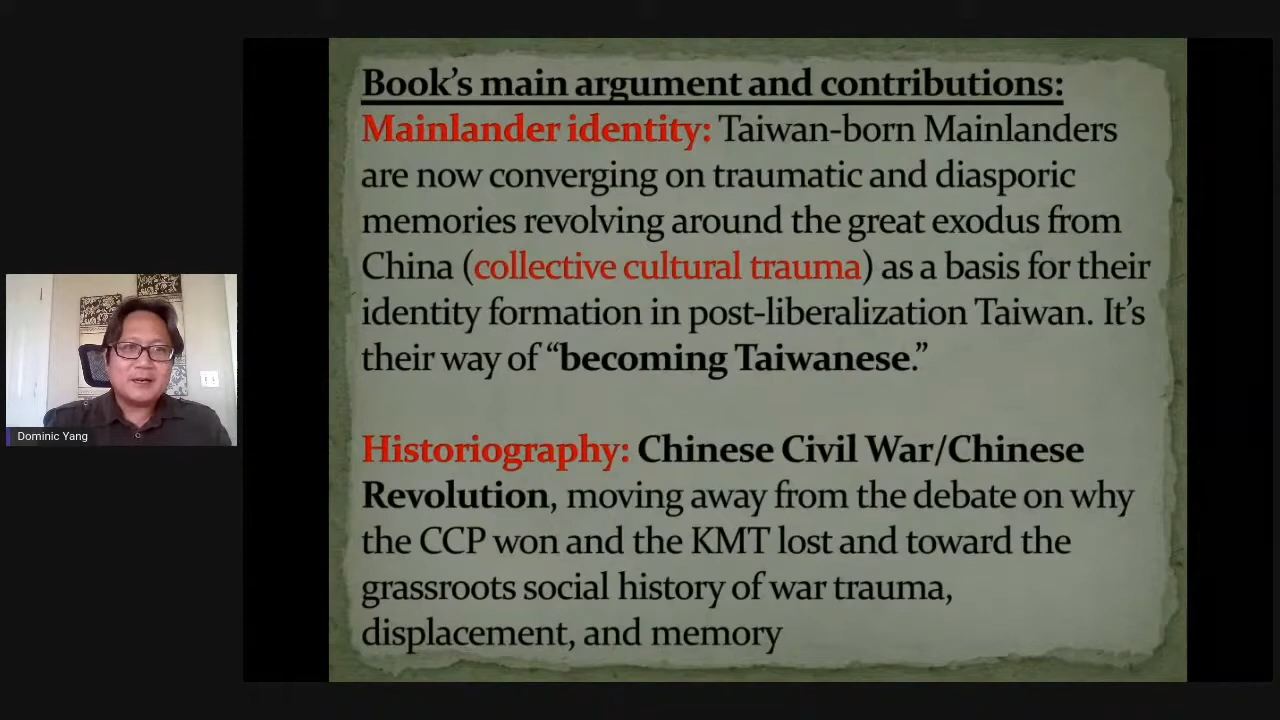 Book's main argument and contributions:
Mainlander identity: Taiwan-born Mainlanders
are now converging on traumatic and diasporic
memories revolving around the great exodus from
China (collective cultural trauma) as a basis for their
identity formation in post-liberalization Taiwan. It's
their way of “becoming Taiwanese.”
Historiography: Chinese Civil War/Chinese
Revolution, moving away from the debate on why
the CCP won and the KMT lost and toward the
grassroots social history of war trauma,
displacement, and memory
Dominic Yang